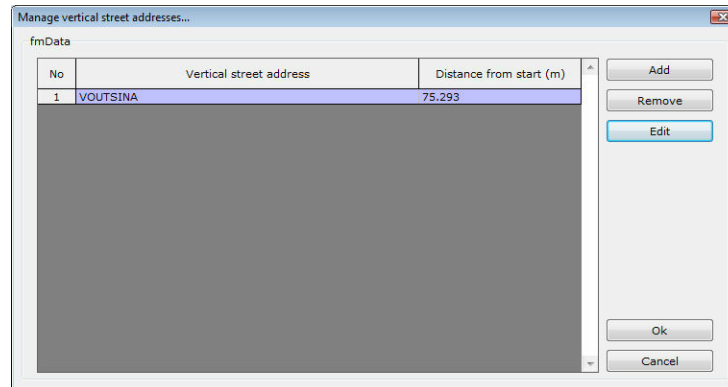 Manage vertical street addresses...
fmData
No Vertical street address Distance from start (m)
1 VOUTSINA 75.293
Add
Remove
Edit
Ok
Cancel